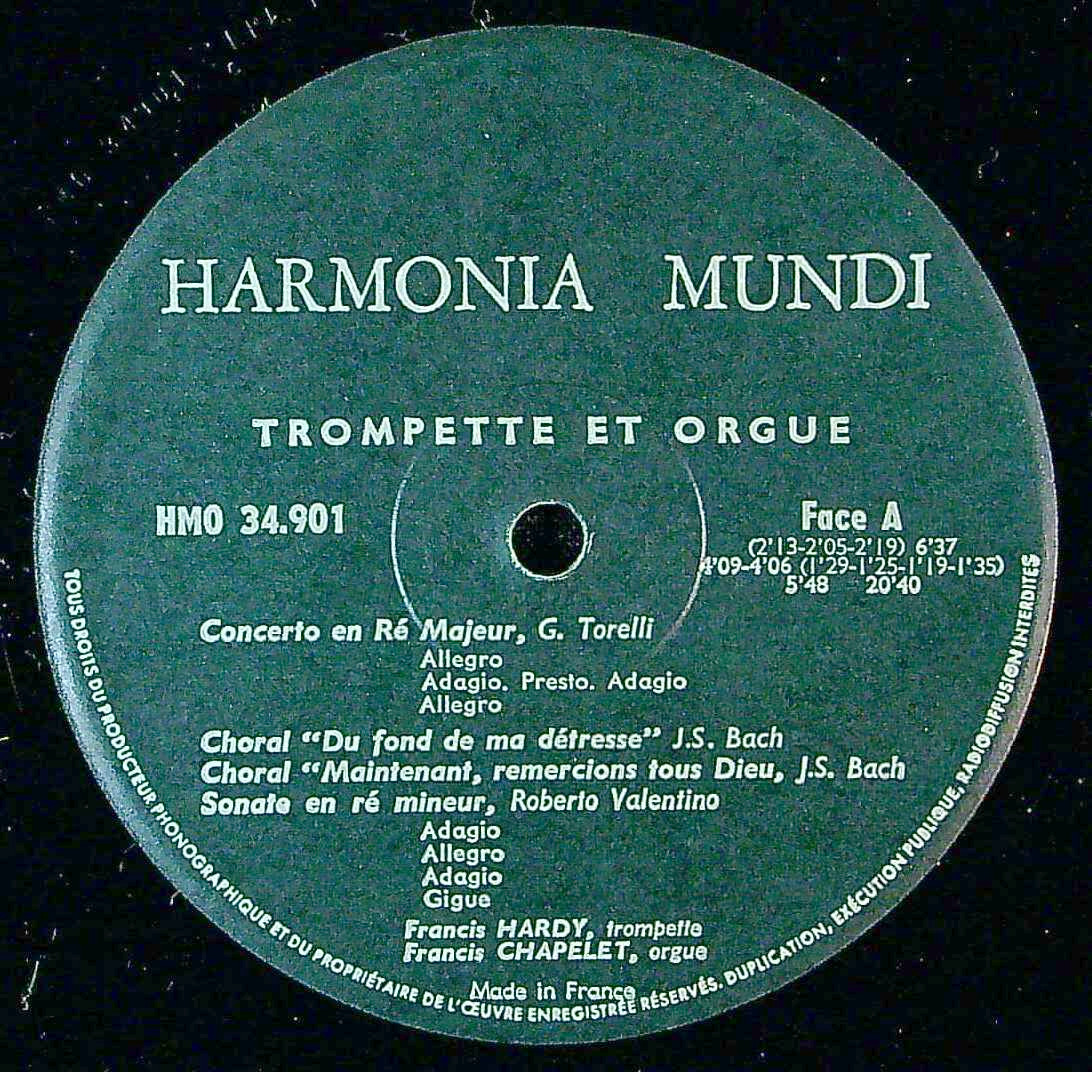 HARMONIA MUNDI
TROMPETTE ET ORGUE
HMO 34.901
Face A
(2'13-2'05-2'19) 6'37
4'09-4'06 (1'29-1'25-1'19-1'35)
5'48 20'40
Concerto en Ré Majeur, G. Torelli
Allegro
Adagio. Presto. Adagio
Allegro
Choral “Du fond de ma détresse” J.S. Bach
Choral “Maintenant, remercions tous Dieu, J.S. Bach
Sonate en ré mineur, Roberto Valentino
Adagio
Allegro
Adagio
Gigue
Francis HARDY, trompette
Francis CHAPELET, orgue
Made in France
TOUS DROITS DU PRODUCTEUR PHONOGRAPHIQUE ET DU PROPRIÉTAIRE DE L'ŒUVRE ENREGISTRÉE RÉSERVÉS. DUPLICATION, EXÉCUTION PUBLIQUE, RADIODIFFUSION INTERDITES